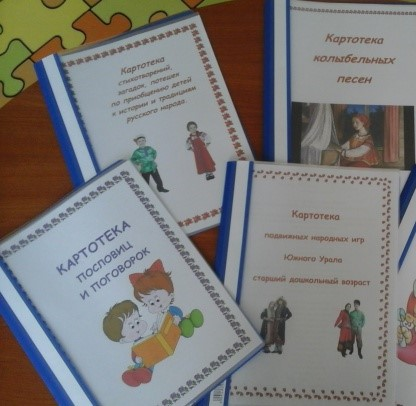 Картотека
стихотворений,
загадок, потешек
по приобщению детей
к истории и традициям
русского народа.
Картотека
колыбельных
песен
КАРТОТЕКА
ПОСЛОВИЦ
И ПОГОВОРОК
Картотека
подвижных народных игр
Южного Урала
старший дошкольный возраст